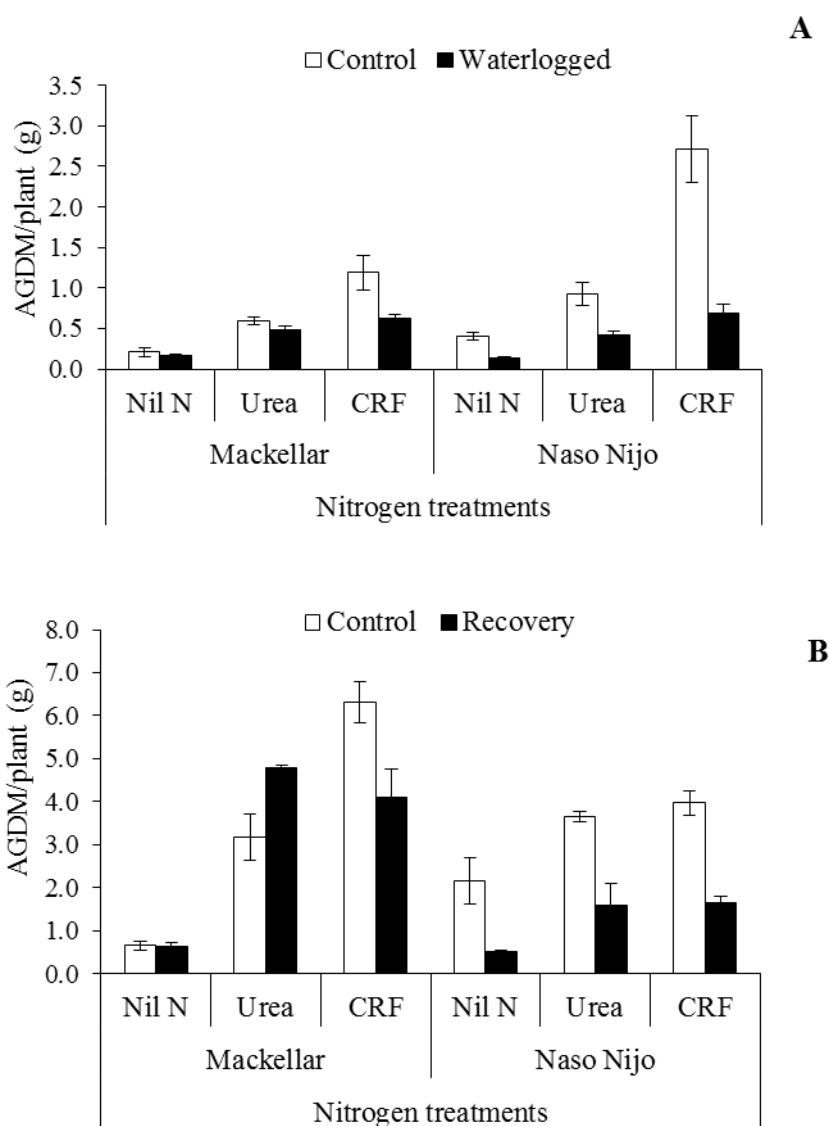 A
Control Waterlogged
AGDM/plant (g)
3.5
3.0
2.5
2.0
1.5
1.0
0.5
0.0
Nil N Urea CRF Nil N Urea CRF
Mackellar Naso Nijo
Nitrogen treatments
Control Recovery
B
AGDM/plant (g)
8.0
7.0
6.0
5.0
4.0
3.0
2.0
1.0
0.0
Nil N Urea CRF Nil N Urea CRF
Mackellar Naso Nijo
Nitrogen treatments